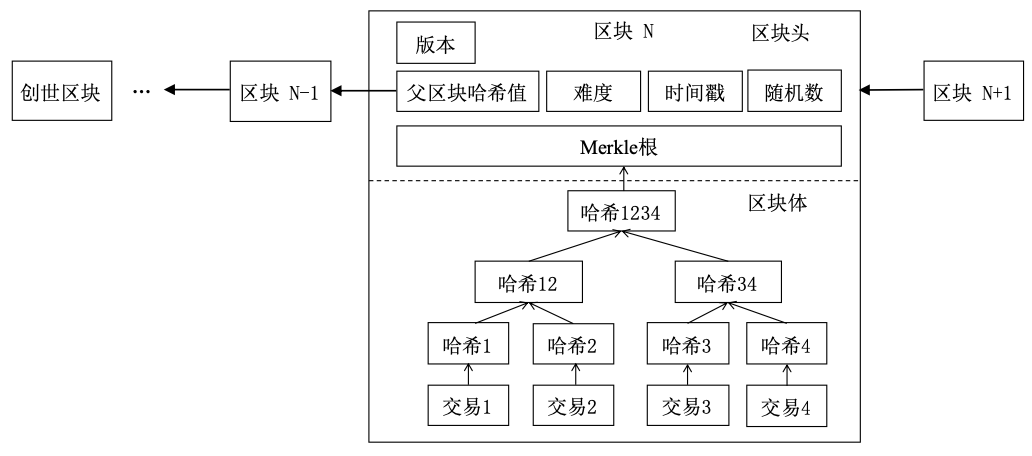 区块 N
区块头
版本
创世区块
...
区块 N-1
父区块哈希值
难度
时间戳
随机数
区块 N+1
Merkle根
区块体
哈希1234
哈希12
哈希34
哈希1
哈希2
哈希3
哈希4
交易1
交易2
交易3
交易4